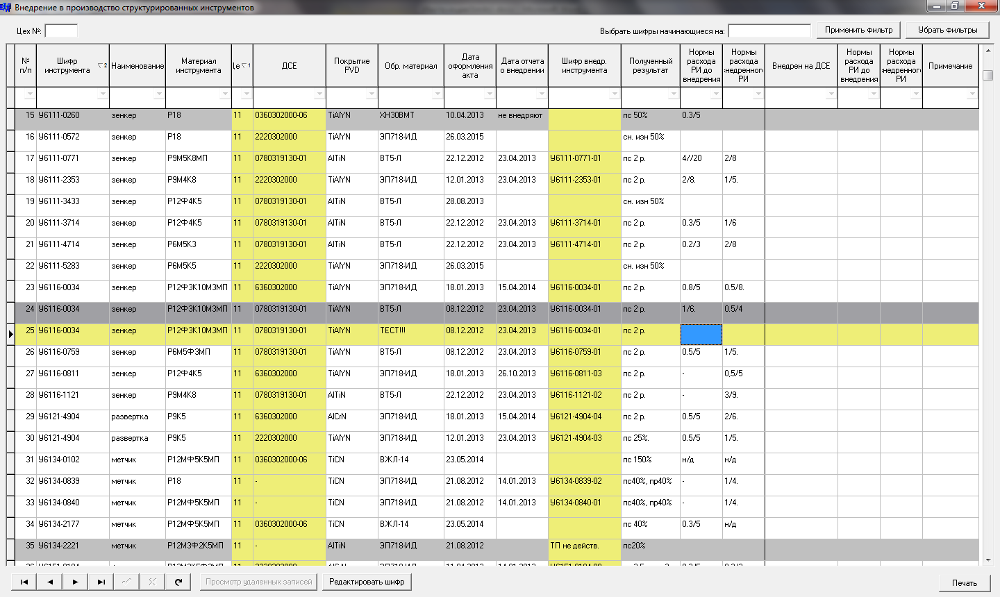 Внедрение в производство структурированных инструментов
Цех №:
Выбрать шифры начинающиеся на:
Применить фильтр
Убрать фильтры
№ п/п Шифр инструмента 2 Наименование Материал инструмента 1 ДСЕ Покрытие PVD Обр. материал Дата оформления акта Дата отчета о внедрении Шифр внедр. инструмента Полученный результат Нормы расхода РИ до внедрения Нормы расхода недренного РИ Внедрен на ДСЕ Нормы расхода РИ до внедрения Нормы расхода недренного РИ Примечание
15 У6111-0260 зенкер Р18 11 0360302000-06 TiAlYN ХН30ВМТ 10.04.2013 не внедряют пс 50% 0.3/5
16 У6111-0572 зенкер Р18 11 2220302000 TiAlYN ЭП718-ИД 26.03.2015 сн. изн 50%
17 У6111-0771 зенкер Р9М5К8МП 11 0780319130-01 AlTiN ВТ5-Л 22.12.2012 23.04.2013 У6111-0771-01 пс 2 р. 4//20 2/8
18 У6111-2353 зенкер Р9М4К8 11 2220302000 TiAlYN ЭП718-ИД 12.01.2013 23.04.2013 У6111-2353-01 пс 2 р. 2/8. 1/5.
19 У6111-3433 зенкер Р12Ф4К5 11 0780319130-01 AlTiN ВТ5-Л 28.08.2013 сн. изн 50%
20 У6111-3714 зенкер Р12Ф4К5 11 0780319130-01 AlTiN ВТ5-Л 22.12.2012 23.04.2013 У6111-3714-01 пс 2 р. 0.3/5 1/6
21 У6111-4714 зенкер Р6М5К3 11 0780319130-01 AlTiN ВТ5-Л 22.12.2012 23.04.2013 У6111-4714-01 пс 2 р. 0.2/3 2/8
22 У6111-5283 зенкер Р6М5К5 11 2220302000 TiAlYN ЭП718-ИД 26.03.2015 сн. изн 50%
23 У6116-0034 зенкер Р12Ф3К10М3МП 11 6360302000 TiAlYN ЭП718-ИД 18.01.2013 15.04.2014 У6116-0034-01 пс 2 р. 0.8/5 0.5/8.
24 У6116-0034 зенкер Р12Ф3К10М3МП 11 0780319130-01 TiAlYN ВТ5-Л 08.12.2012 23.04.2013 У6116-0034-01 пс 2 р. 1/6. 0.5/4
25 У6116-0034 зенкер Р12Ф3К10М3МП 11 0780319130-01 TiAlYN ТЕСТ!!! 08.12.2012 23.04.2013 У6116-0034-01 пс 2 р.
26 У6116-0759 зенкер Р6М5Ф3МП 11 0780319130-01 TiAlYN ВТ5-Л 08.12.2012 23.04.2013 У6116-0759-01 пс 2 р. 0.5/5 1/5.
27 У6116-0811 зенкер Р12Ф4К5 11 6360302000 TiAlYN ЭП718-ИД 18.01.2013 26.10.2013 У6116-0811-03 пс 2 р. - 0,5/5
28 У6116-1121 зенкер Р9М4К8 11 0780319130-01 AlTiN ВТ5-Л 22.12.2012 23.04.2013 У6116-1121-02 пс 2 р. - 3/9.
29 У6121-4904 развертка Р9К5 11 6360302000 AlCrN ЭП718-ИД 18.01.2013 15.04.2014 У6121-4904-04 пс 2 р. 0.5/5 2/6.
30 У6121-4904 развертка Р9К5 11 2220302000 TiAlYN ЭП718-ИД 12.01.2013 23.04.2013 У6121-4904-03 пс 25%. 0.5/5 1/5.
31 У6134-0102 метчик Р12МФ5К5МП 11 0360302000-06 TiCN ВЖЛ-14 23.05.2014 пс 150% н/д н/д
32 У6134-0839 метчик Р18 11 - TiCN ЭП718-ИД 21.08.2012 14.01.2013 У6134-0839-02 пс40%, пр40% - 1/4.
33 У6134-0840 метчик Р12МФ5К5МП 11 - TiCN ЭП718-ИД 21.08.2012 14.01.2013 У6134-0840-01 пс40%, пр40% - 1/4.
34 У6134-2177 метчик Р12МФ5К5МП 11 0360302000-06 TiCN ВЖЛ-14 23.05.2014 пс 40% 0.3/5 н/д
35 У6134-2221 метчик Р12М3Ф2К5МП 11 - AlTiN ЭП718-ИД 21.08.2012 ТП не действ. пс20%
Просмотр удаленных записей
Редактировать шифр
Печать